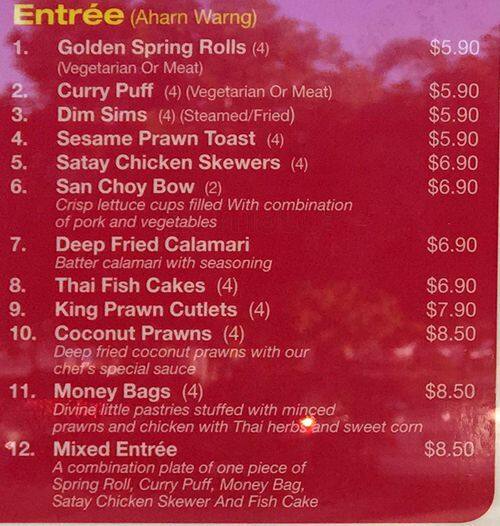 Entrée (Aharn Warng)
1. Golden Spring Rolls (4) $5.90
(Vegetarian Or Meat)
2. Curry Puff (4) (Vegetarian Or Meat) $5.90
3. Dim Sims (4) (Steamed/Fried) $5.90
4. Sesame Prawn Toast (4) $5.90
5. Satay Chicken Skewers (4) $6.90
6. San Choy Bow (2) $6.90
Crisp lettuce cups filled With combination
of pork and vegetables
7. Deep Fried Calamari $6.90
Batter calamari with seasoning
8. Thai Fish Cakes (4) $6.90
9. King Prawn Cutlets (4) $7.90
10. Coconut Prawns (4) $8.50
Deep fried coconut prawns with our
chef's special sauce
11. Money Bags (4) $8.50
Divine little pastries stuffed with minced
prawns and chicken with Thai herbs and sweet corn
12. Mixed Entrée $8.50
A combination plate of one piece of
Spring Roll, Curry Puff, Money Bag,
Satay Chicken Skewer And Fish Cake